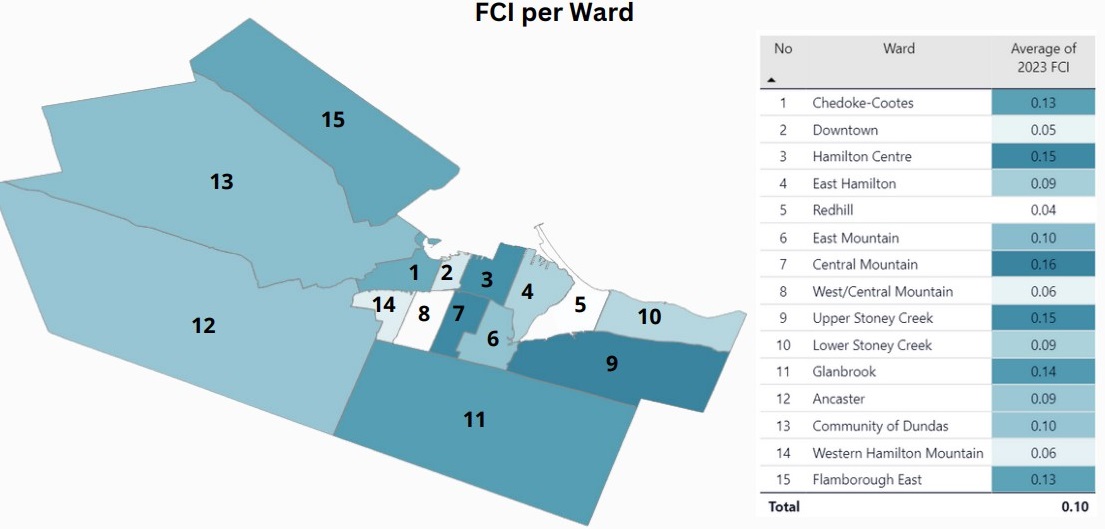 FCI per Ward
15
13
12
1
2
3
4
5
10
14
8
7
6
9
11
No Ward Average of
2023 FCI
1 Chedoke-Cootes 0.13
2 Downtown 0.05
3 Hamilton Centre 0.15
4 East Hamilton 0.09
5 Redhill 0.04
6 East Mountain 0.10
7 Central Mountain 0.16
8 West/Central Mountain 0.06
9 Upper Stoney Creek 0.15
10 Lower Stoney Creek 0.09
11 Glanbrook 0.14
12 Ancaster 0.09
13 Community of Dundas 0.10
14 Western Hamilton Mountain 0.06
15 Flamborough East 0.13
Total 0.10